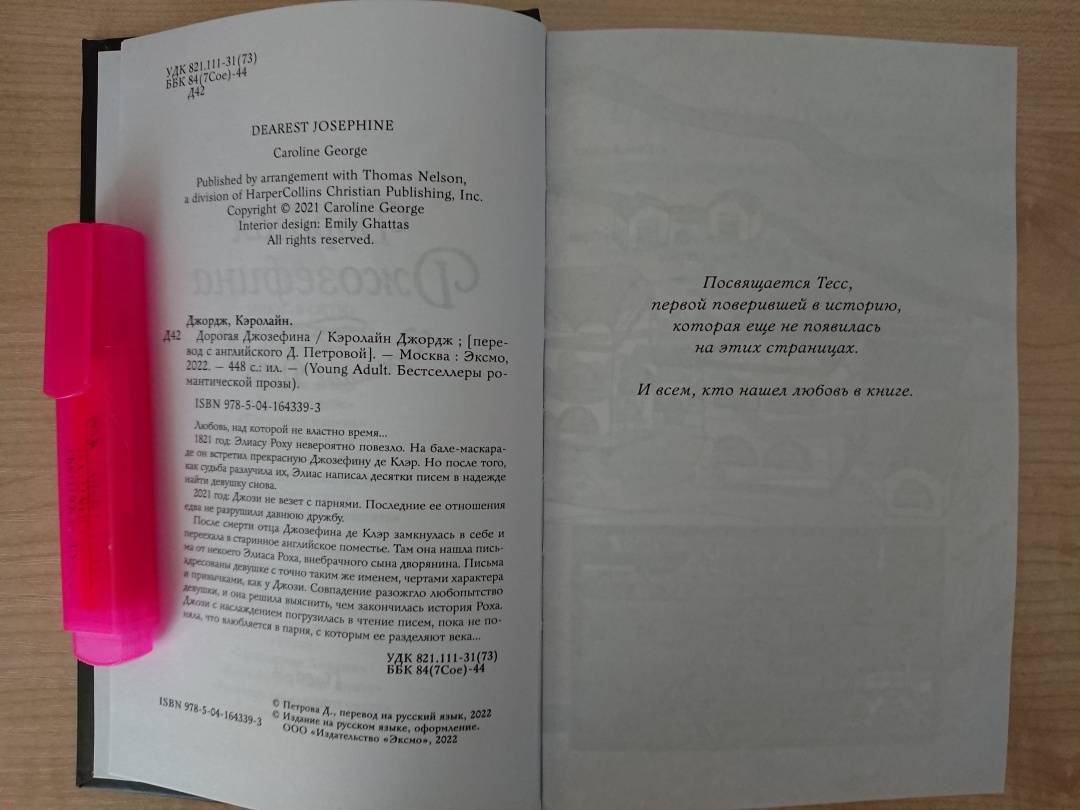 УДК 821.111-31(73)
ББК 84(7Сое)-44
Д42
DEAREST JOSEPHINE
Caroline George
Published by arrangement with Thomas Nelson,
a division of HarperCollins Christian Publishing, Inc.
Copyright © 2021 Caroline George
Interior design: Emily Ghattas
All rights reserved.
Джозефина
Джордж, Кэролайн.
Д42 Дорогая Джозефина / Кэролайн Джордж ; [пере-
вод с английского Д. Петровой]. — Москва : Эксмо,
2022. — 448 с.: ил. — (Young Adult. Бестселлеры ро-
мантической прозы).
ISBN 978-5-04-164339-3
Любовь, над которой не властно время...
1821 год: Элиасу Роху невероятно повезло. На бале-маскара-
де он встретил прекрасную Джозефину де Клэр. Но после того,
как судьба разлучила их, Элиас написал десятки писем в надежде
найти девушку снова.
2021 год: Джози не везет с парнями. Последние ее отношения
едва не разрушили давнюю дружбу.
После смерти отца Джозефина де Клэр замкнулась в себе и
переехала в старинное английское поместье. Там она нашла пись-
ма от некоего Элиаса Роха, внебрачного сына дворянина. Письма
адресованы девушке с точно таким же именем, чертами характера
и привычками, как у Джози. Совпадение разожгло любопытство
девушки, и она решила выяснить, чем закончилась история Роха.
Джози с наслаждением погрузилась в чтение писем, пока не по-
няла, что влюбляется в парня, с которым ее разделяют века...
УДК 821.111-31(73)
ББК 84(7Сое)-44
© Петрова Д., перевод на русский язык, 2022
© Издание на русском языке, оформление.
ООО «Издательство «Эксмо», 2022
ISBN 978-5-04-164339-3
Посвящается Тесс,
первой поверившей в историю,
которая еще не появилась
на этих страницах.
И всем, кто нашел любовь в книге.